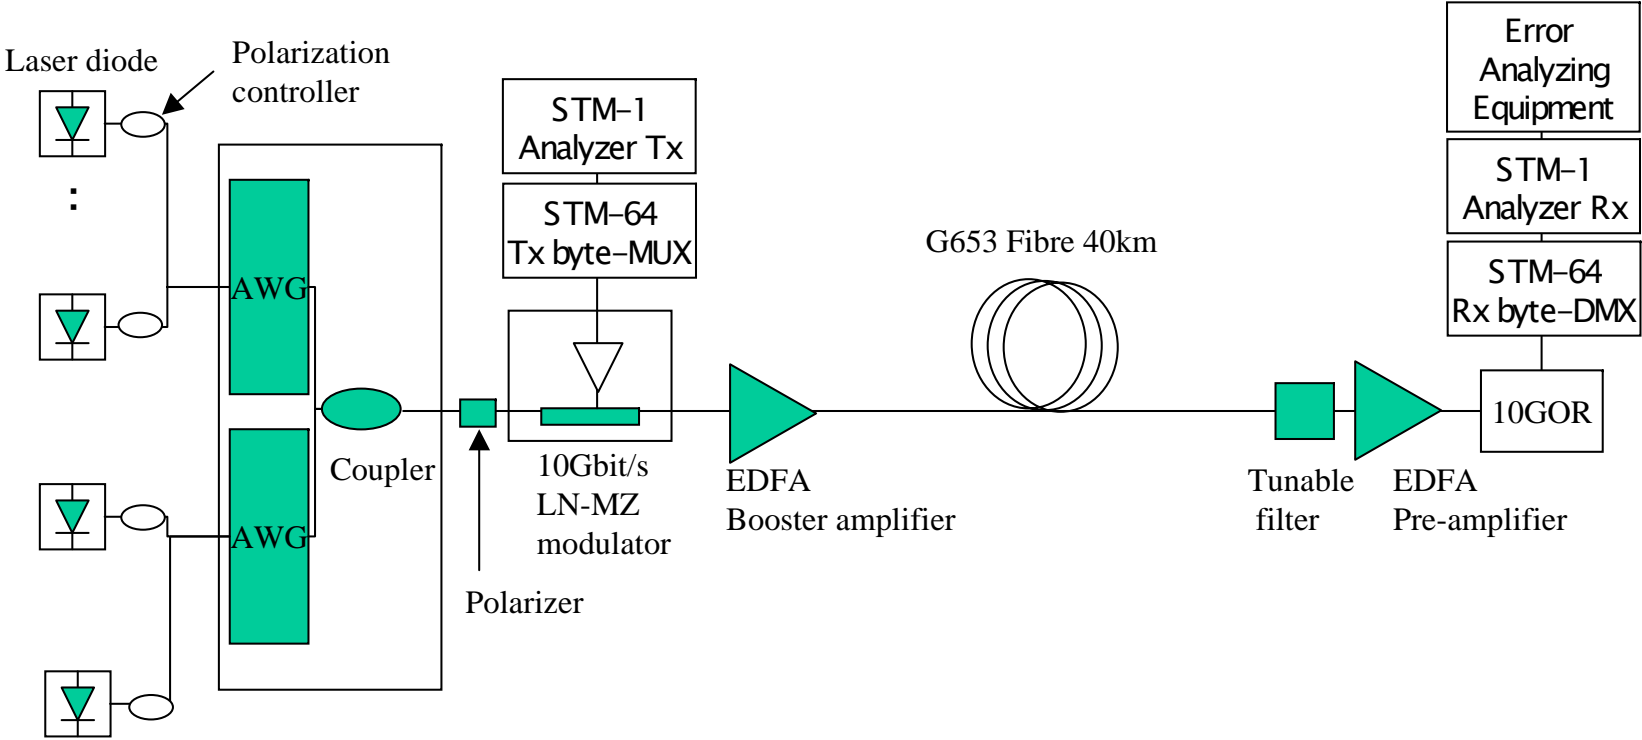 Laser diode
Polarization
controller
:
AWG
AWG
Coupler
STM-1
Analyzer Tx
STM-64
Tx byte-MUX
10Gbit/s
LN-MZ
modulator
Polarizer
EDFA
Booster amplifier
G653 Fibre 40km
Tunable
filter
EDFA
Pre-amplifier
Error
Analyzing
Equipment
STM-1
Analyzer Rx
STM-64
Rx byte-DMX
10GOR